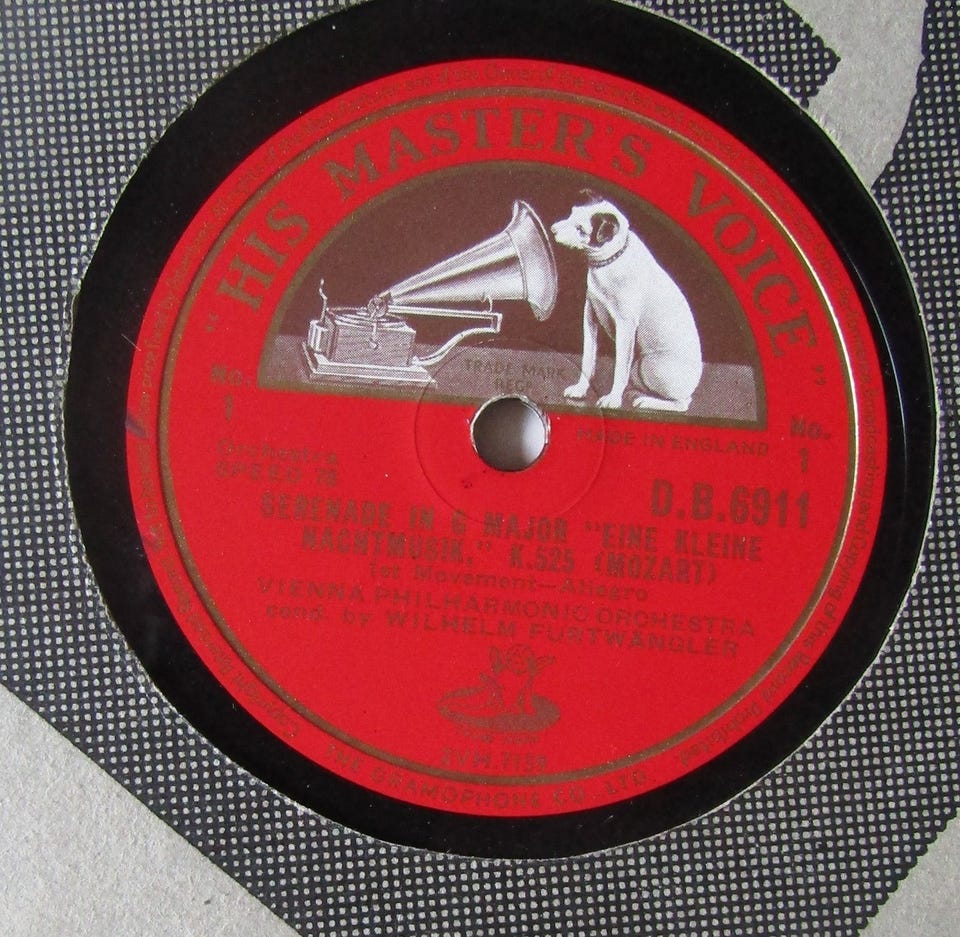 "HIS MASTER'S VOICE"
TRADE MARK
REGD
No.
1
No.
1
MADE IN ENGLAND
Orchestra
SPEED 78
D.B.6911
SERENADE IN G MAJOR "EINE KLEINE
NACHTMUSIK," K.525 (MOZART)
1st Movement—Allegro
VIENNA PHILHARMONIC ORCHESTRA
cond. by WILHELM FURTWÄNGLER
THE GRAMOPHONE CO., LTD.